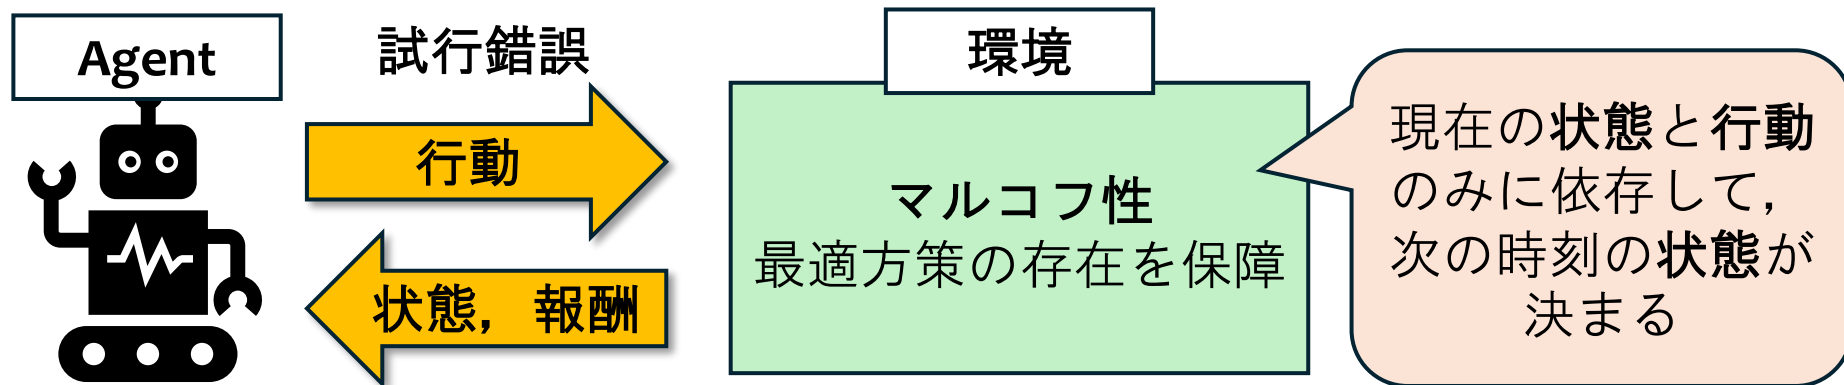 Agent
試行錯誤
行動
状態，報酬
環境
マルコフ性
最適方策の存在を保障
現在の状態と行動
のみに依存して，
次の時刻の状態が
決まる